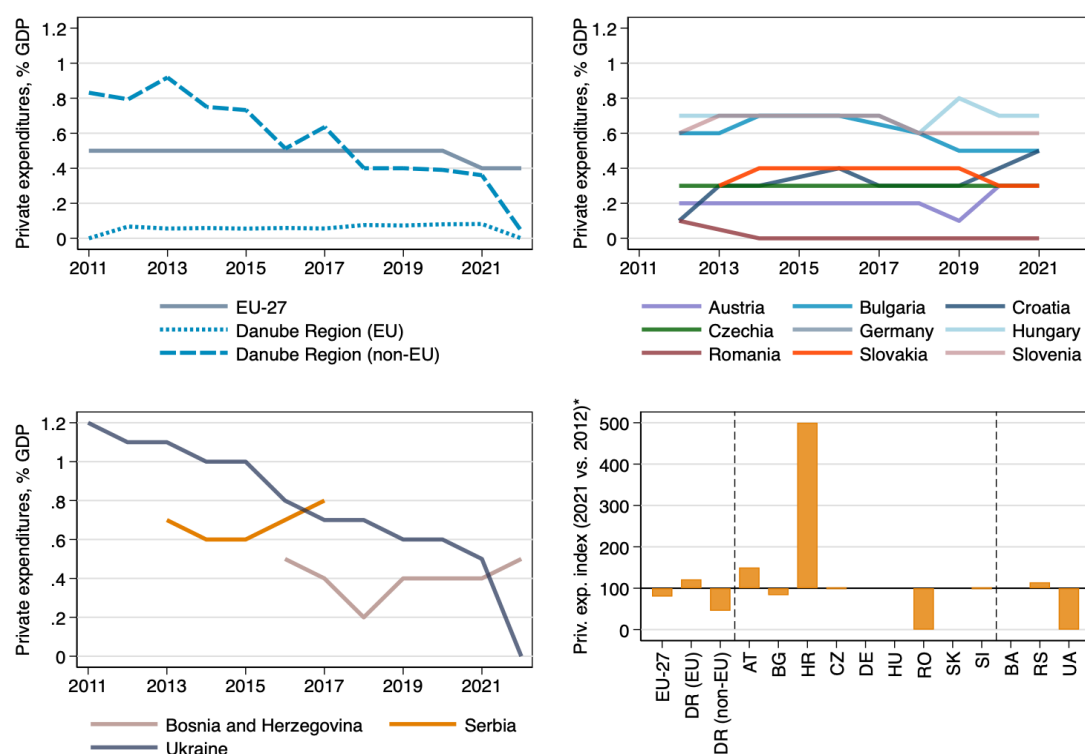 Private expenditures, % GDP
1.2
1
.8
.6
.4
.2
0
2011 2013 2015 2017 2019 2021
EU-27
Danube Region (EU)
Danube Region (non-EU)
Private expenditures, % GDP
1.2
1
.8
.6
.4
.2
0
2011 2013 2015 2017 2019 2021
Austria Bulgaria Croatia
Czechia Germany Hungary
Romania Slovakia Slovenia
Private expenditures, % GDP
1.2
1
.8
.6
.4
.2
0
2011 2013 2015 2017 2019 2021
Bosnia and Herzegovina Serbia
Ukraine
Priv. exp. index (2021 vs. 2012)*
500
400
300
200
100
0
EU-27
DR (EU)
DR (non-EU)
AT
BG
HR
CZ
DE
HU
RO
SK
SI
BA
RS
UA